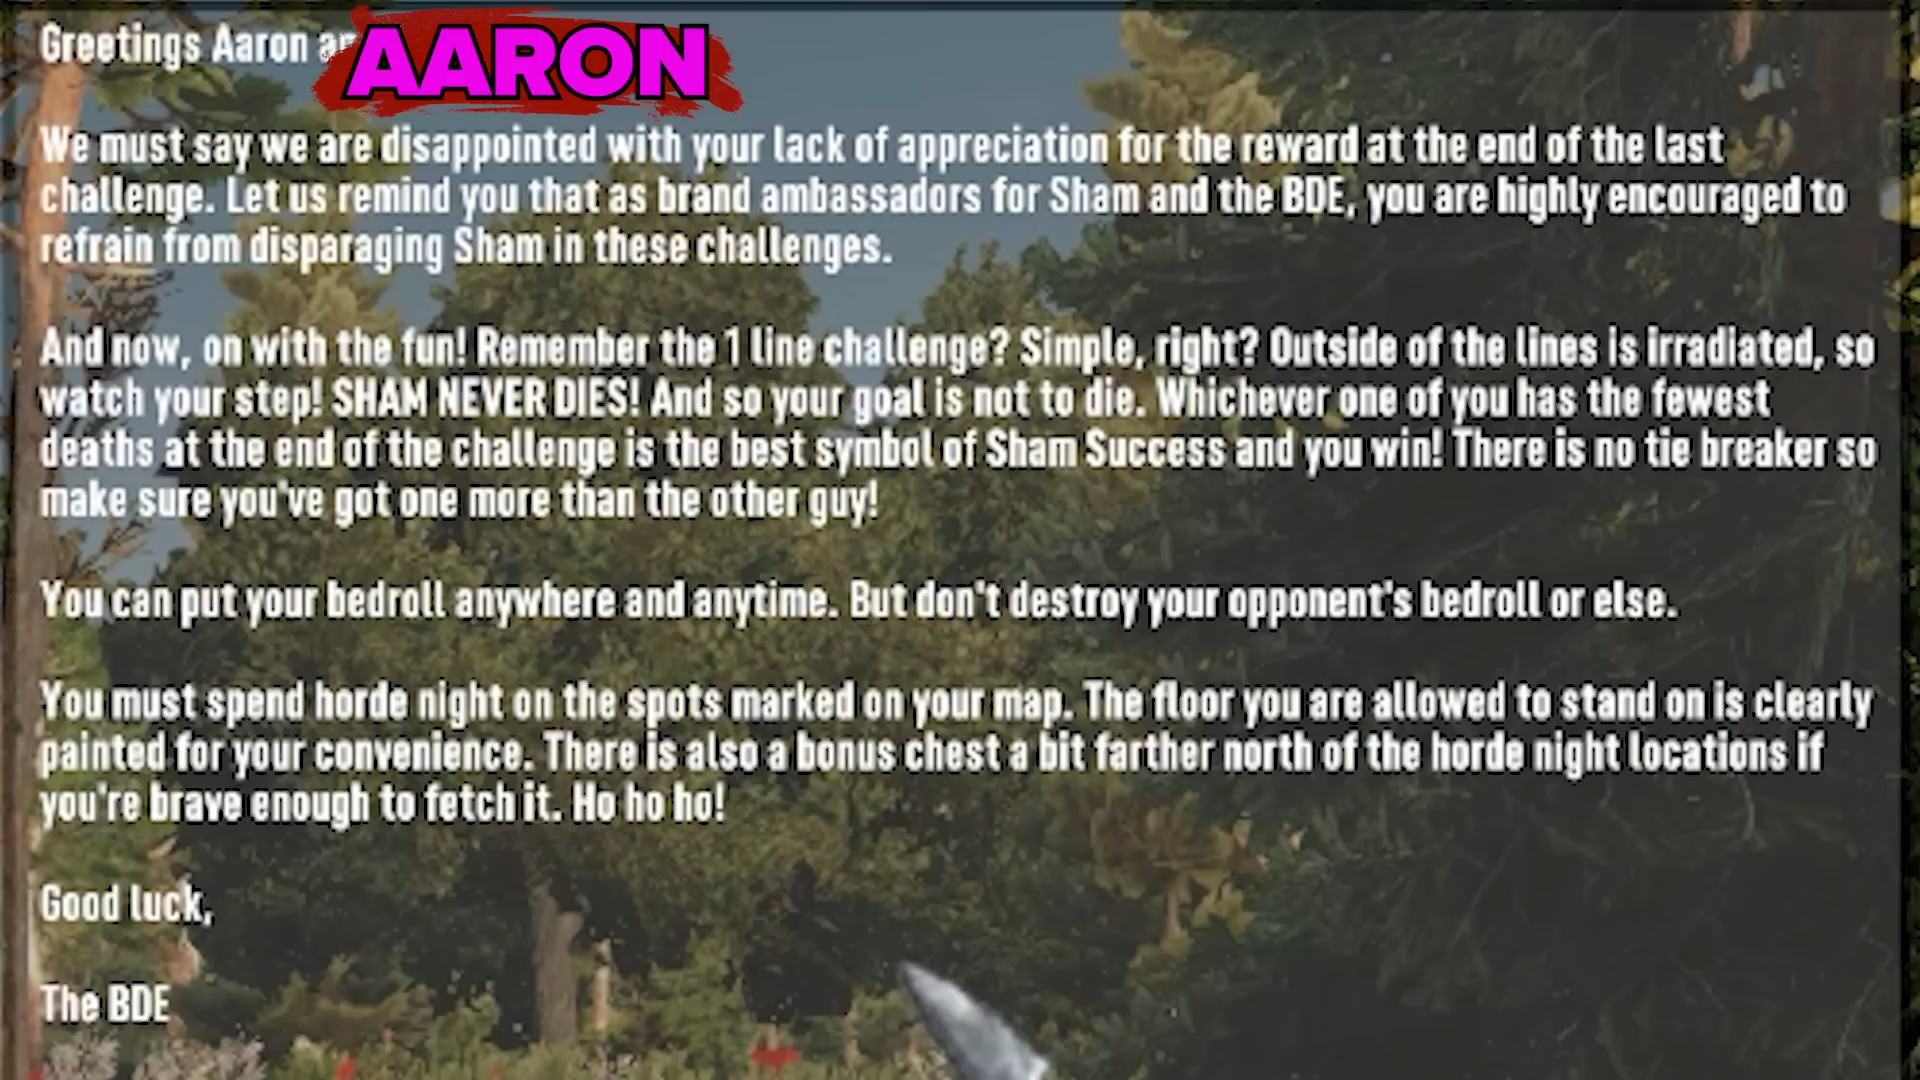 Greetings Aaron an AARON
We must say we are disappointed with your lack of appreciation for the reward at the end of the last
challenge. Let us remind you that as brand ambassadors for Sham and the BDE, you are highly encouraged to
refrain from disparaging Sham in these challenges.
And now, on with the fun! Remember the 1 line challenge? Simple, right? Outside of the lines is irradiated, so
watch your step! SHAM NEVER DIES! And so your goal is not to die. Whichever one of you has the fewest
deaths at the end of the challenge is the best symbol of Sham Success and you win! There is no tie breaker so
make sure you've got one more than the other guy!
You can put your bedroll anywhere and anytime. But don't destroy your opponent's bedroll or else.
You must spend horde night on the spots marked on your map. The floor you are allowed to stand on is clearly
painted for your convenience. There is also a bonus chest a bit farther north of the horde night locations if
you're brave enough to fetch it. Ho ho ho!
Good luck,
The BDE